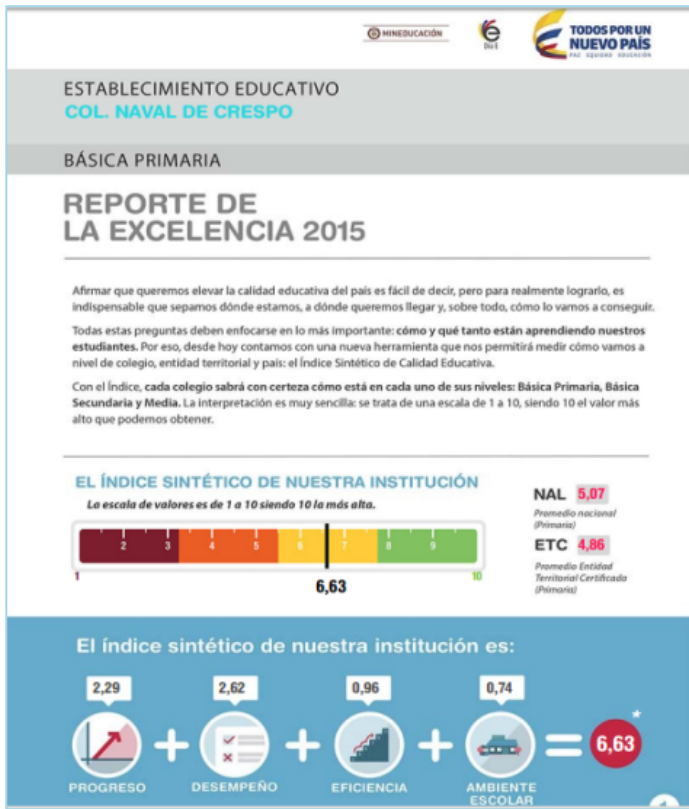 MINEDUCACIÓN
Día E
TODOS POR UN
NUEVO PAÍS
PAZ EQUIDAD EDUCACIÓN
ESTABLECIMIENTO EDUCATIVO
COL. NAVAL DE CRESPO
BÁSICA PRIMARIA
REPORTE DE
LA EXCELENCIA 2015
Afirmar que queremos elevar la calidad educativa del país es fácil de decir, pero para realmente lograrlo, es
indispensable que sepamos dónde estamos, a dónde queremos llegar y, sobre todo, cómo lo vamos a conseguir.
Todas estas preguntas deben enfocarse en lo más importante: cómo y qué tanto están aprendiendo nuestros
estudiantes. Por eso, desde hoy contamos con una nueva herramienta que nos permitirá medir cómo vamos a
nivel de colegio, entidad territorial y país: el Índice Sintético de Calidad Educativa.
Con el Índice, cada colegio sabrá con certeza cómo está en cada uno de sus niveles: Básica Primaria, Básica
Secundaria y Media. La interpretación es muy sencilla: se trata de una escala de 1 a 10, siendo 10 el valor más
alto que podemos obtener.
EL ÍNDICE SINTÉTICO DE NUESTRA INSTITUCIÓN
La escala de valores es de 1 a 10 siendo 10 la más alta.
2 3 4 5 6 7 8 9
1 10
6,63
NAL 5,07
Promedio nacional
(Primaria)
ETC 4,86
Promedio Entidad
Territorial Certificada
(Primaria)
El índice sintético de nuestra institución es:
2,29 2,62 0,96 0,74
+ + + = 6,63 *
PROGRESO DESEMPEÑO EFICIENCIA AMBIENTE
ESCOLAR